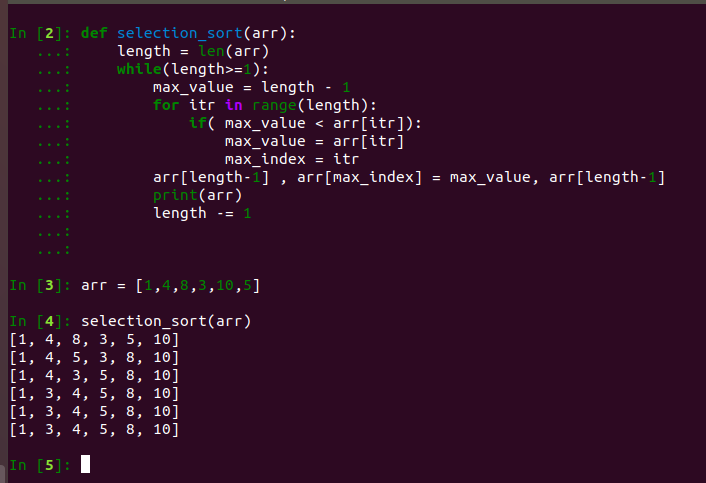 In [2]: def selection_sort(arr):
   ...:     length = len(arr)
   ...:     while(length>=1):
   ...:         max_value = length - 1
   ...:         for itr in range(length):
   ...:             if( max_value < arr[itr]):
   ...:                 max_value = arr[itr]
   ...:                 max_index = itr
   ...:         arr[length-1] , arr[max_index] = max_value, arr[length-1]
   ...:         print(arr)
   ...:         length -= 1
   ...:
   ...:
In [3]: arr = [1,4,8,3,10,5]
In [4]: selection_sort(arr)
[1, 4, 8, 3, 5, 10]
[1, 4, 5, 3, 8, 10]
[1, 4, 3, 5, 8, 10]
[1, 3, 4, 5, 8, 10]
[1, 3, 4, 5, 8, 10]
[1, 3, 4, 5, 8, 10]
In [5]: